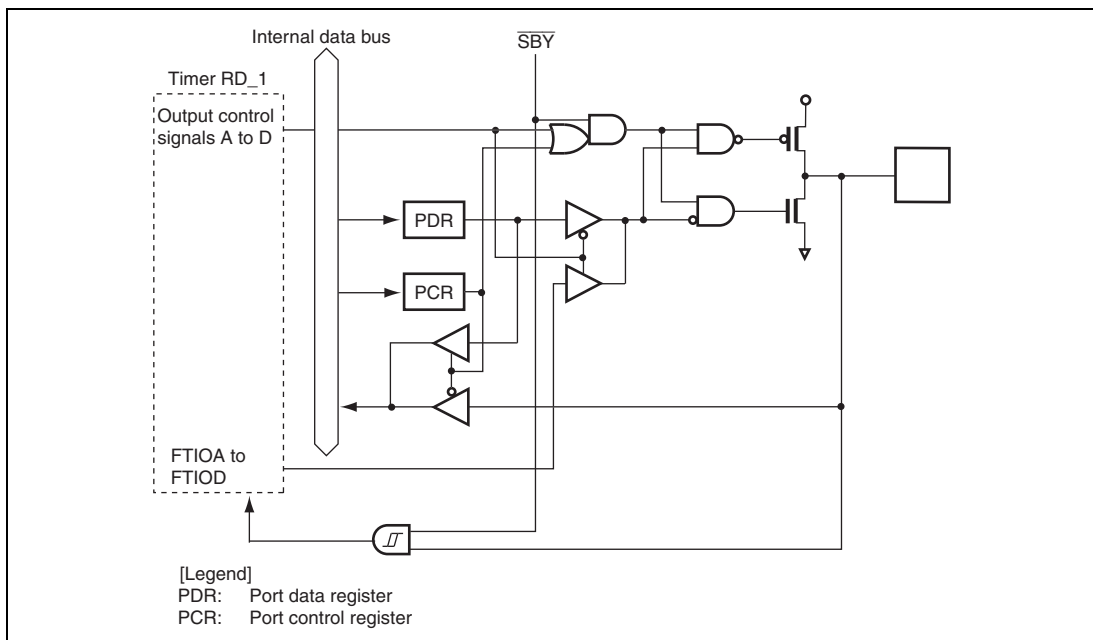 Internal data bus
SBY
Timer RD_1
Output control
signals A to D
PDR
PCR
FTIOA to
FTIOD
[Legend]
PDR: Port data register
PCR: Port control register